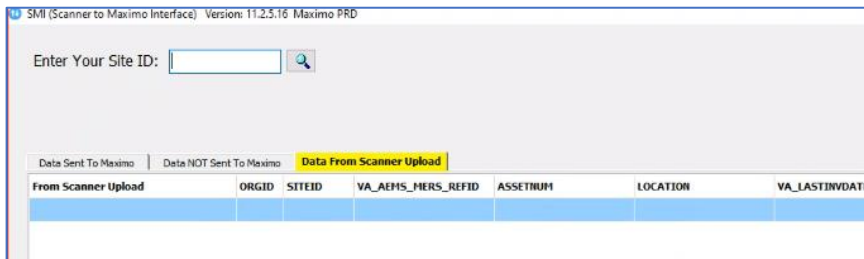 SMI (Scanner to Maximo Interface) Version: 11.2.5.16 Maximo PRD
Enter Your Site ID:
Data Sent To Maximo Data NOT Sent To Maximo Data From Scanner Upload
From Scanner Upload ORGID SITEID VA_AEMS_MERS_REFID ASSETNUM LOCATION VA_LASTINVDAT